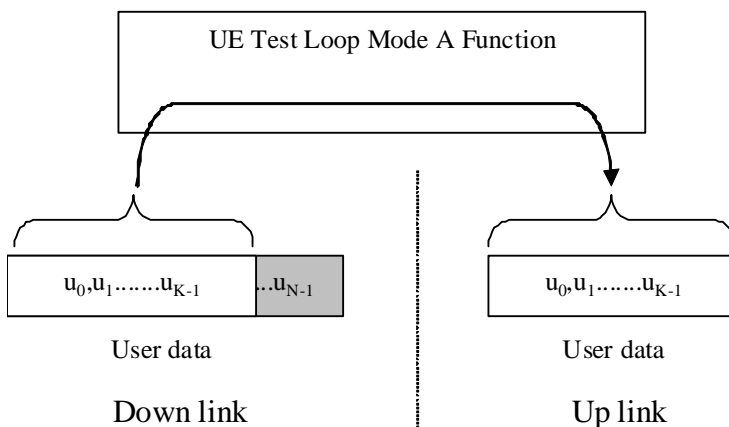 UE Test Loop Mode A Function
u0,u1.......uK-1 ...uN-1 u0,u1.......uK-1
User data User data
Down link Up link